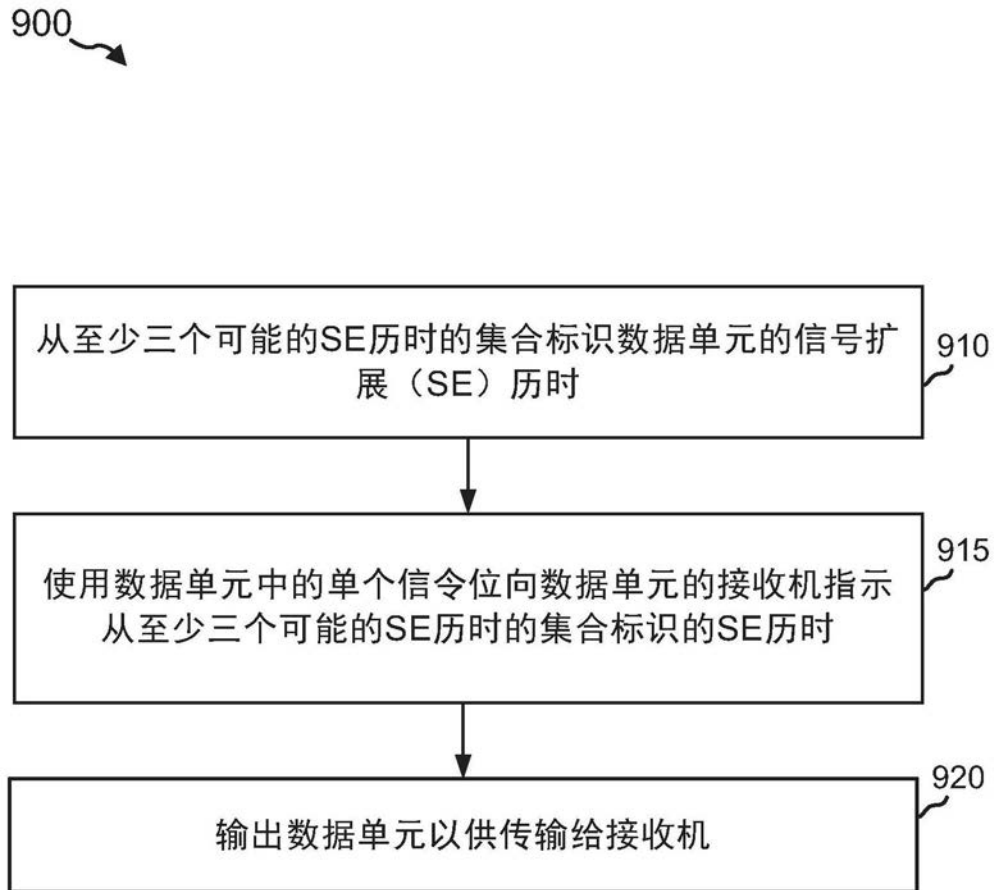 900
从至少三个可能的SE历时的集合标识数据单元的信号扩
展（SE）历时
910
使用数据单元中的单个信令位向数据单元的接收机指示
从至少三个可能的SE历时的集合标识的SE历时
915
输出数据单元以供传输给接收机
920